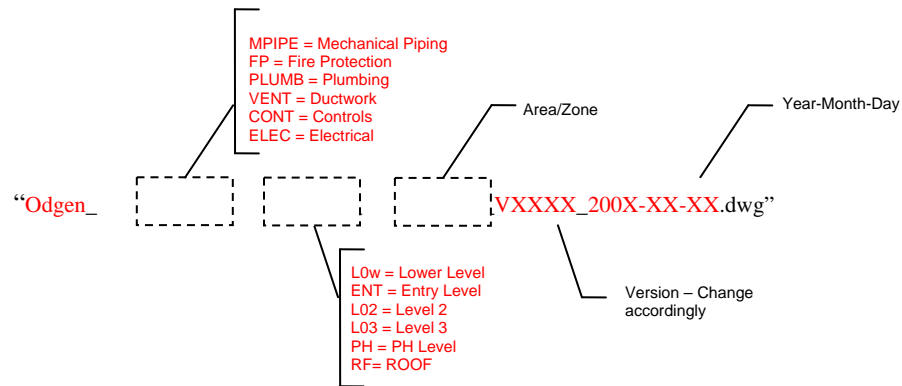 MPIPE = Mechanical Piping
FP = Fire Protection
PLUMB = Plumbing
VENT = Ductwork
CONT = Controls
ELEC = Electrical
Area/Zone
Year-Month-Day
“Odgen_ VXXXX_200X-XX-XX.dwg”
L0w = Lower Level
ENT = Entry Level
L02 = Level 2
L03 = Level 3
PH = PH Level
RF= ROOF
Version – Change
accordingly